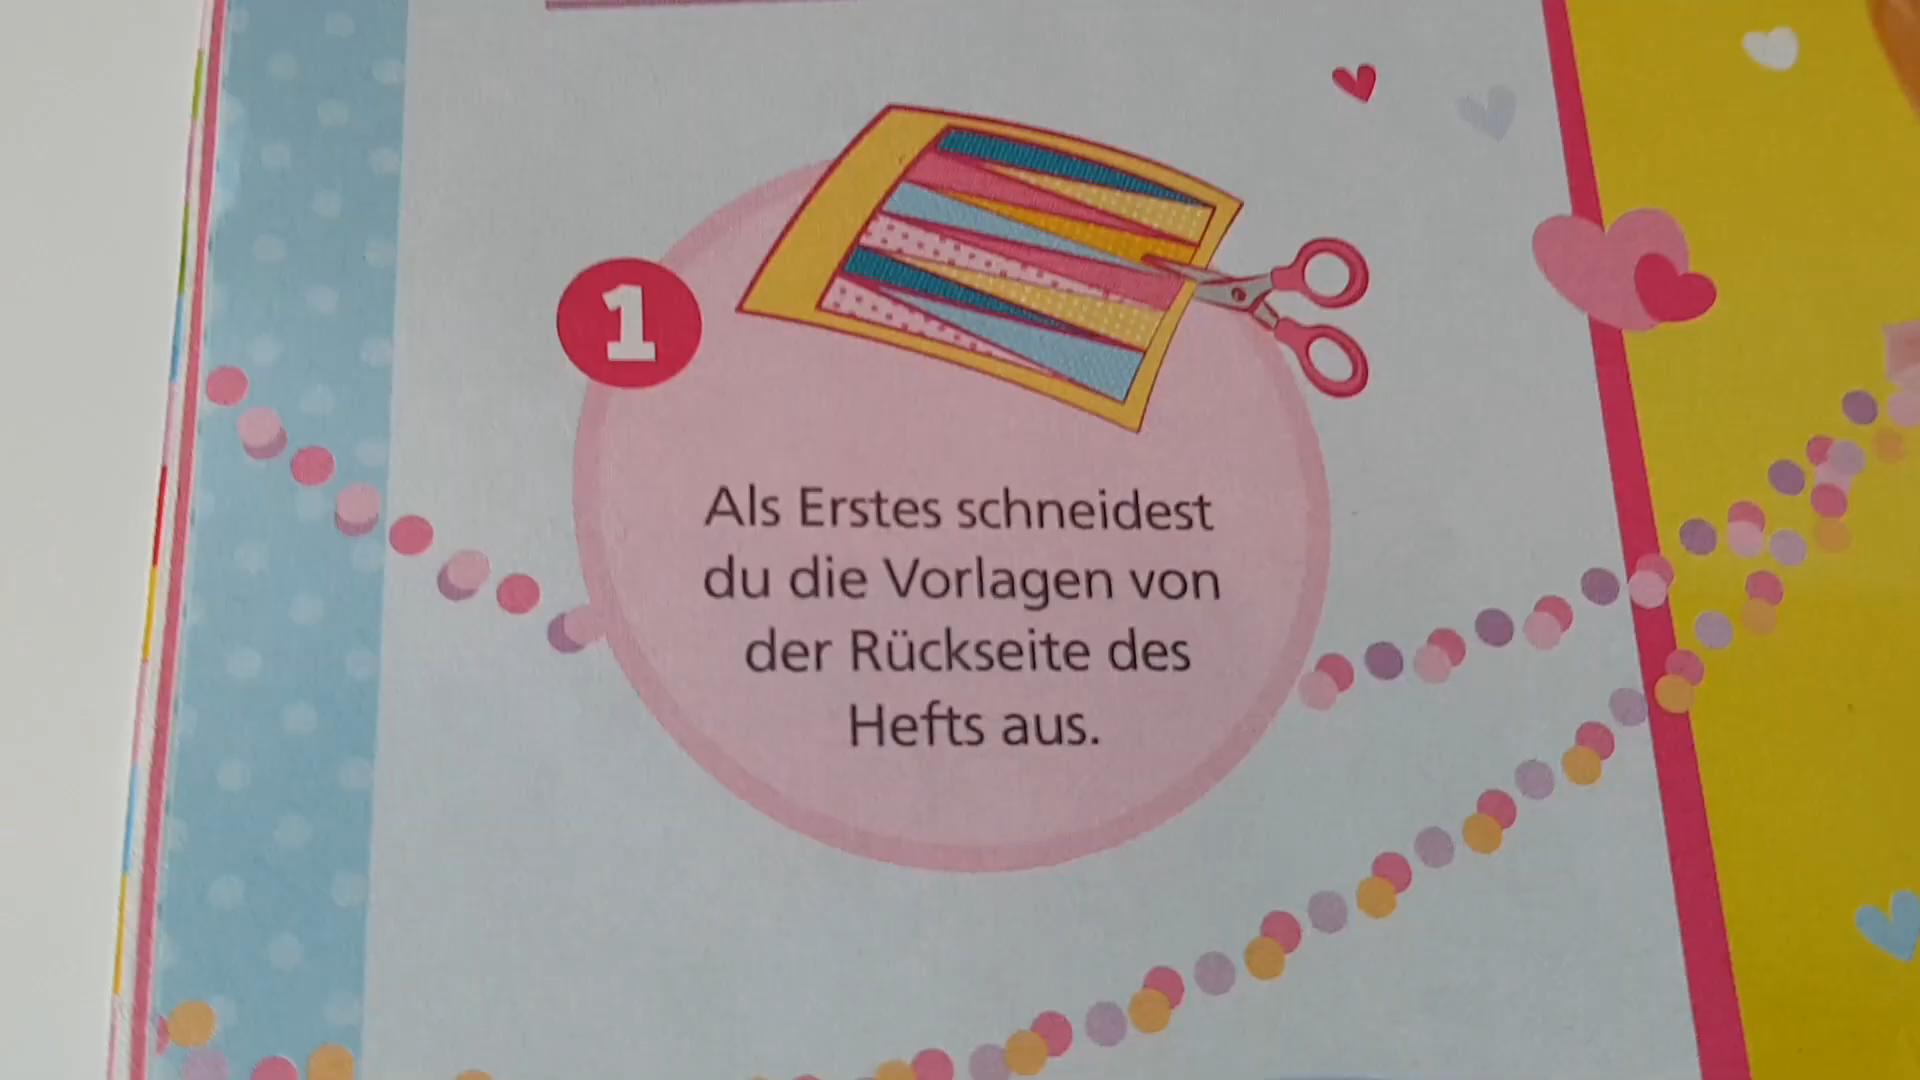 1
Als Erstes schneidest
du die Vorlagen von
der Rückseite des
Hefts aus.